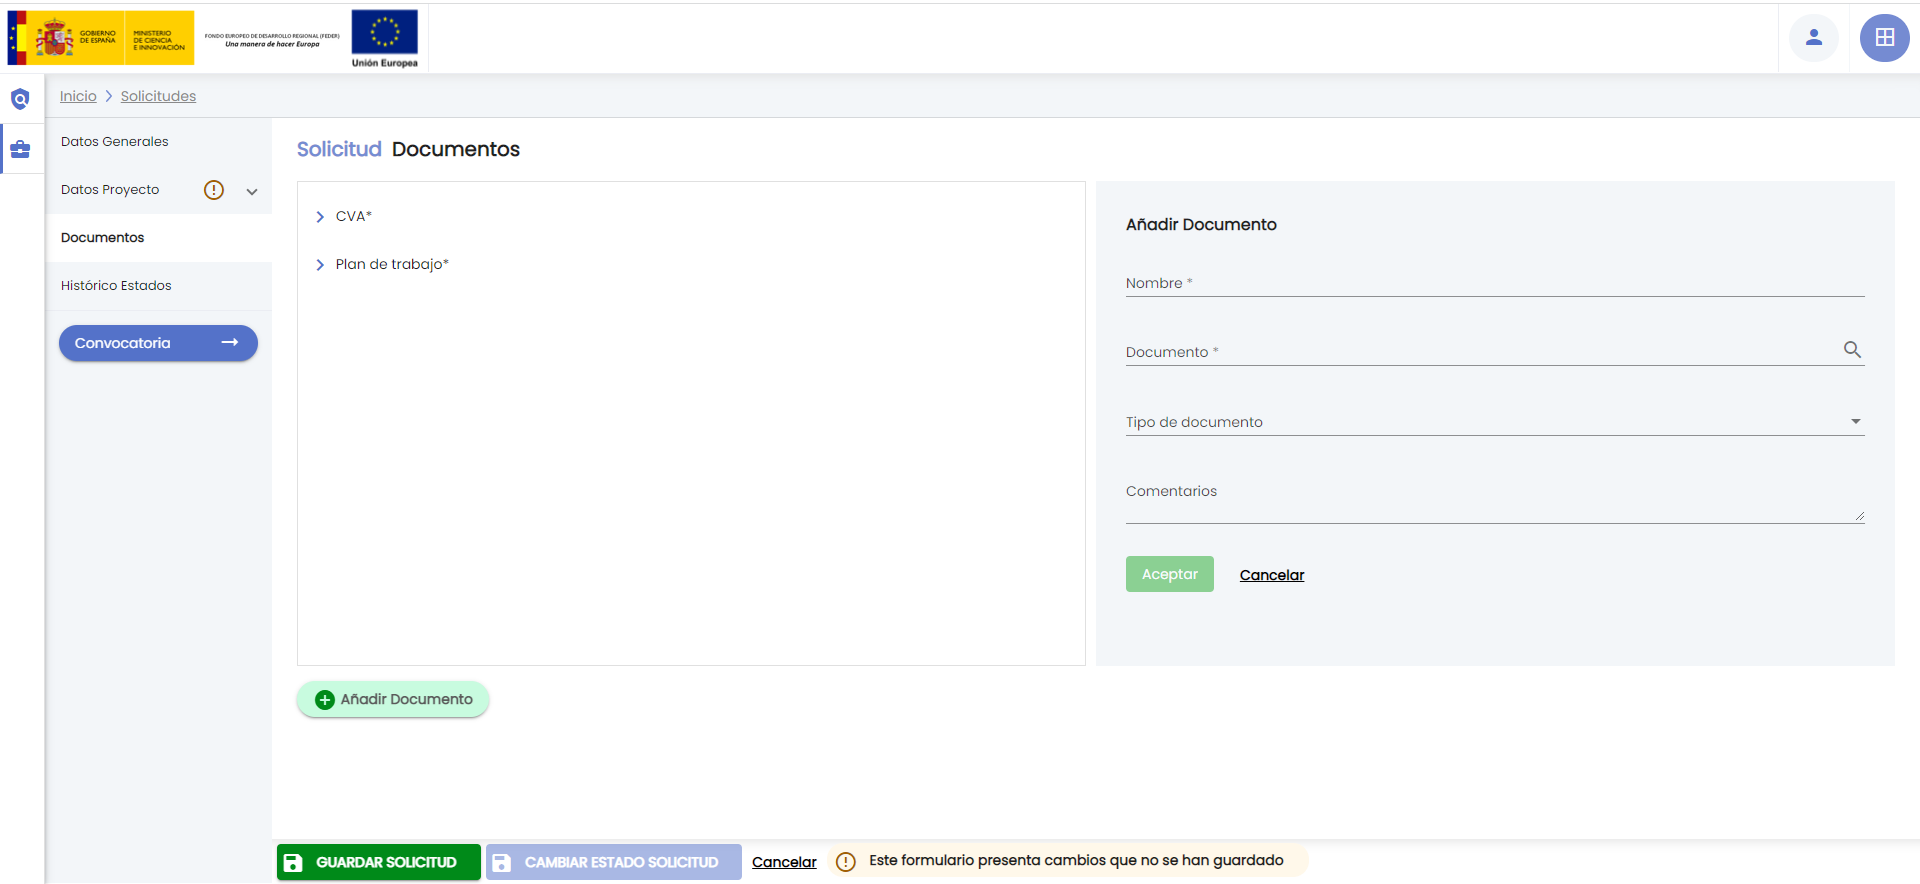 GOBIERNO
DE ESPAÑA
MINISTERIO
DE CIENCIA
E INNOVACIÓN
FONDO EUROPEO DE DESARROLLO REGIONAL (FEDER)
Una manera de hacer Europa
Unión Europea
Inicio
Solicitudes
Datos Generales
Datos Proyecto
Documentos
Histórico Estados
Convocatoria
Solicitud Documentos
CVA*
Plan de trabajo*
Añadir Documento
Añadir Documento
Nombre *
Documento *
Tipo de documento
Comentarios
Aceptar
Cancelar
GUARDAR SOLICITUD
CAMBIAR ESTADO SOLICITUD
Cancelar
Este formulario presenta cambios que no se han guardado